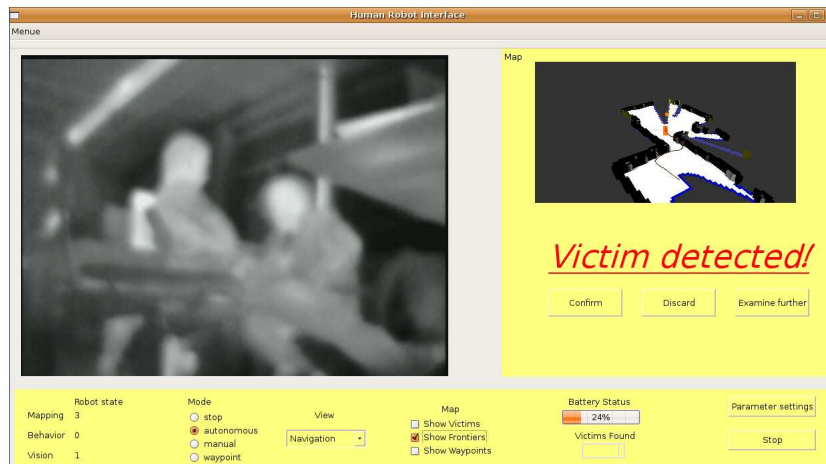 Human Robot Interface
Menue
Map
Victim detected!
Confirm Discard Examine further
Robot state
Mapping 3
Behavior 0
Vision 1
Mode
stop
autonomous
manual
waypoint
View
Navigation
Map
Show Victims
Show Frontiers
Show Waypoints
Battery Status
24%
Victims Found
Parameter settings
Stop